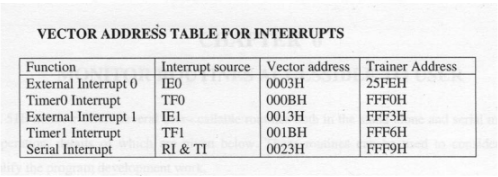 VECTOR ADDRESS TABLE FOR INTERRUPTS
Function Interrupt source Vector address Trainer Address
External Interrupt 0 IE0 0003H 25FEH
Timer0 Interrupt TF0 000BH FFF0H
External Interrupt 1 IE1 0013H FFF3H
Timer1 Interrupt TF1 001BH FFF6H
Serial Interrupt RI & TI 0023H FFF9H